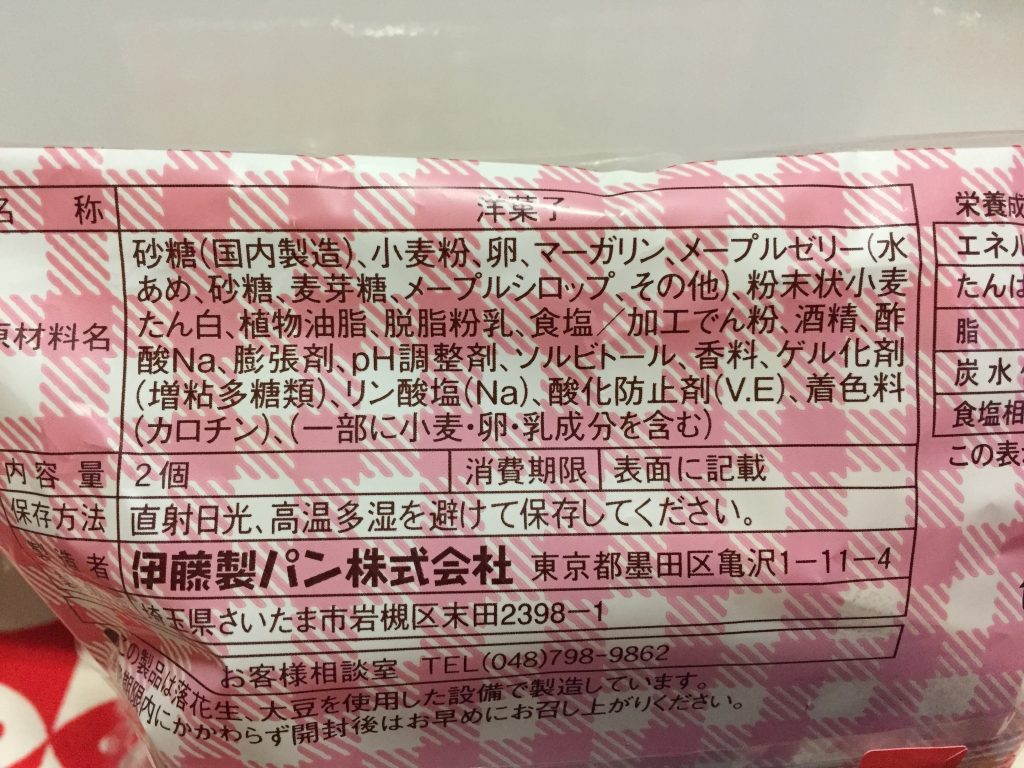 名 称 洋菓子
砂糖(国内製造)、小麦粉、卵、マーガリン、メープルゼリー(水
あめ、砂糖、麦芽糖、メープルシロップ、その他)、粉末状小麦
たん白、植物油脂、脱脂粉乳、食塩/加工でん粉、酒精、酢
原材料名
酸Na、膨張剤、pH調整剤、ソルビトール、香料、ゲル化剤
(増粘多糖類)、リン酸塩(Na)、酸化防止剤(V.E)、着色料
(カロチン)、(一部に小麦・卵・乳成分を含む)
内容量 2個 消費期限 表面に記載
保存方法 直射日光、高温多湿を避けて保存してください。
製造者 伊藤製パン株式会社 東京都墨田区亀沢1-11-4
埼玉県さいたま市岩槻区末田2398-1
お客様相談室 TEL(048)798-9862
この製品は落花生、大豆を使用した設備で製造しています。
期限内にかかわらず開封後はお早めにお召し上がりください。
栄養成
エネル
たんぱ
脂
炭水
食塩相
この表